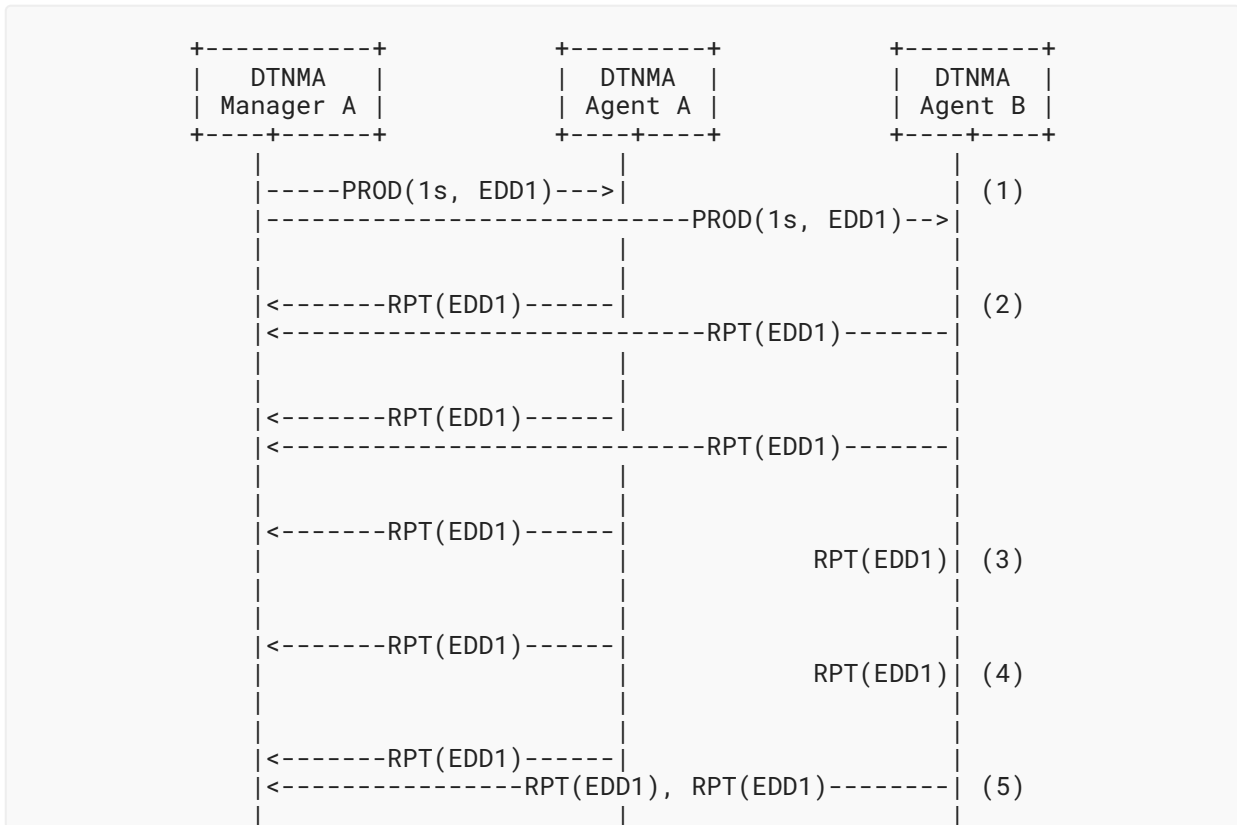 +-----------+             +---------+             +---------+
|   DTNMA   |             |  DTNMA  |             |  DTNMA  |
| Manager A |             | Agent A |             | Agent B |
+----+------+             +----+----+             +----+----+
     |                         |                       |
     |-----PROD(1s, EDD1)--->|                      | (1)
     |----------------------------PROD(1s, EDD1)-->|
     |                         |                       |
     |                         |                       |
     |<-------RPT(EDD1)------|                      | (2)
     |<----------------------------RPT(EDD1)-------|
     |                         |                       |
     |                         |                       |
     |<-------RPT(EDD1)------|                      |
     |<----------------------------RPT(EDD1)-------|
     |                         |                       |
     |                         |                       |
     |<-------RPT(EDD1)------|                      |
     |                         |             RPT(EDD1)| (3)
     |                         |                       |
     |                         |                       |
     |<-------RPT(EDD1)------|                      |
     |                         |             RPT(EDD1)| (4)
     |                         |                       |
     |                         |                       |
     |<-------RPT(EDD1)------|                      |
     |<----------------RPT(EDD1), RPT(EDD1)--------| (5)
     |                         |                       |